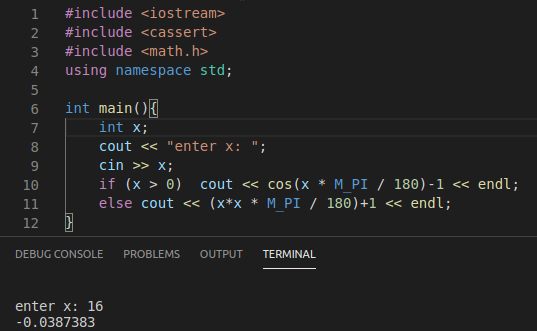 1 #include <iostream>
2 #include <cassert>
3 #include <math.h>
4 using namespace std;
5
6 int main(){
7     int x;
8     cout << "enter x: ";
9     cin >> x;
10     if (x > 0)  cout << cos(x * M_PI / 180)-1 << endl;
11     else cout << (x*x * M_PI / 180)+1 << endl;
12 }
DEBUG CONSOLE PROBLEMS OUTPUT TERMINAL
enter x: 16
-0.0387383